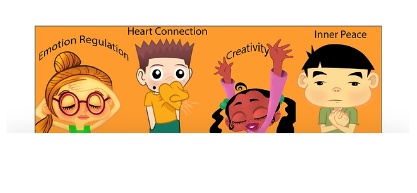 Emotion Regulation
Heart Connection
Creativity
Inner Peace